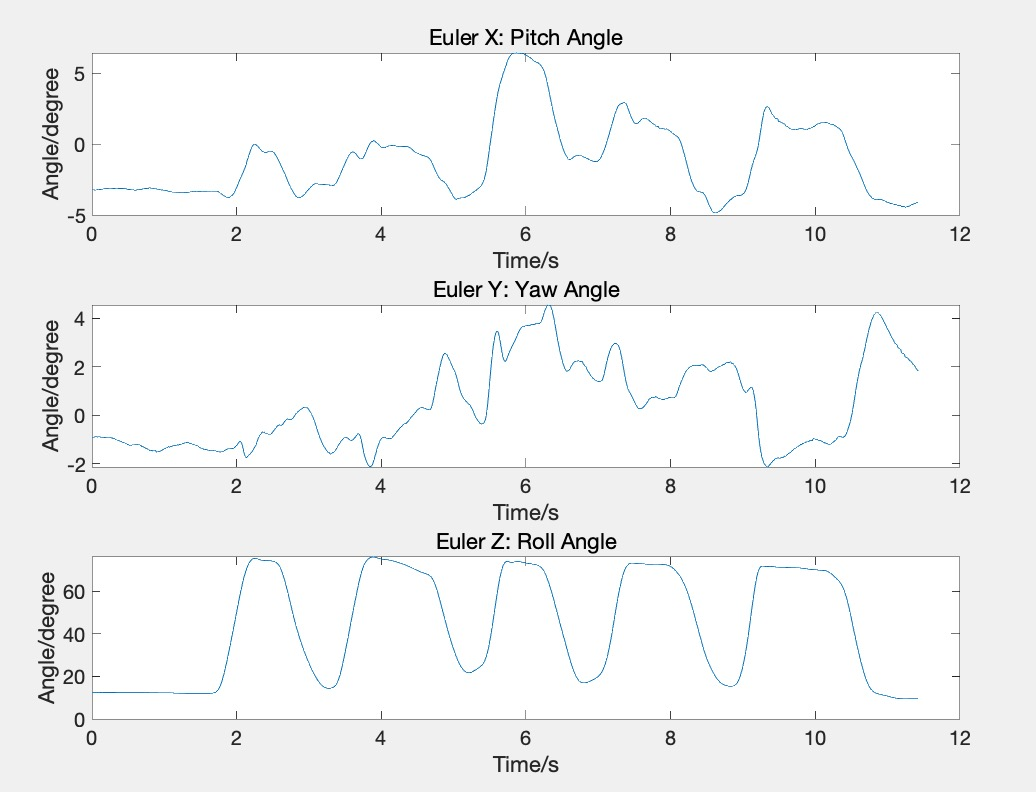 Euler X: Pitch Angle
Angle/degree
5
0
-5
0 2 4 6 8 10 12
Time/s
Euler Y: Yaw Angle
Angle/degree
4
2
0
-2
0 2 4 6 8 10 12
Time/s
Euler Z: Roll Angle
Angle/degree
60
40
20
0
0 2 4 6 8 10 12
Time/s